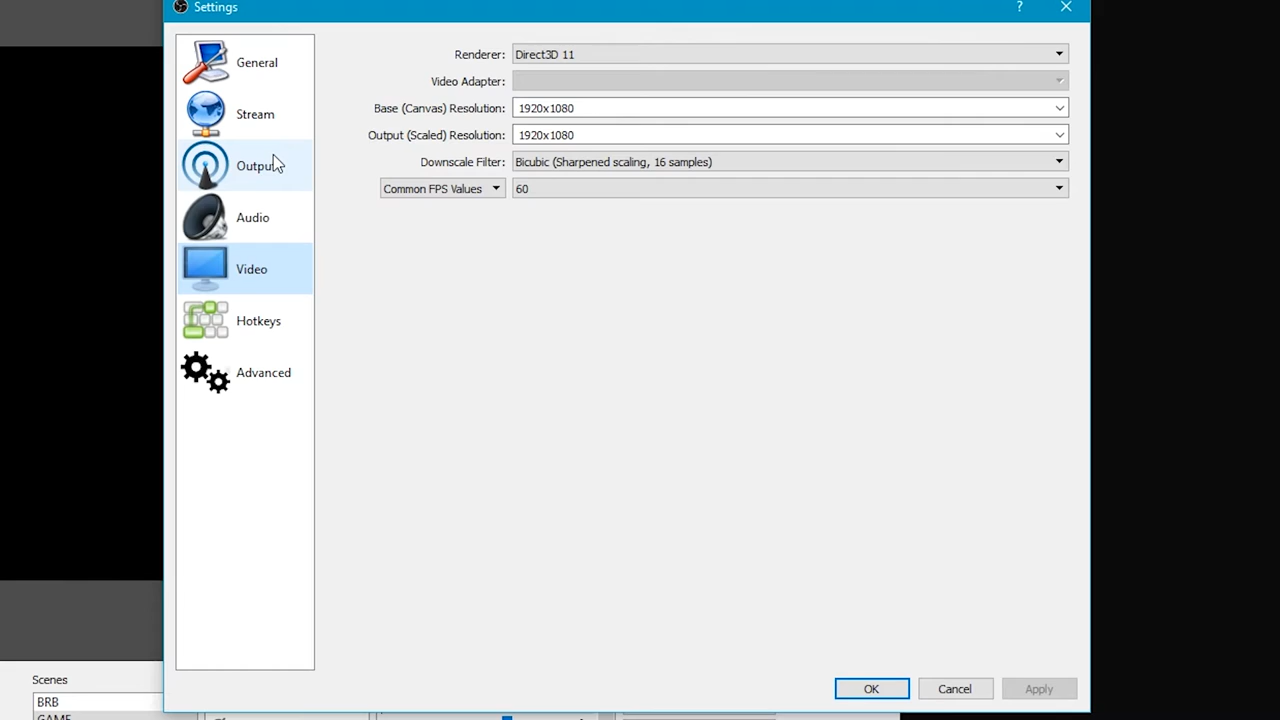 Settings
?
General
Stream
Output
Audio
Video
Hotkeys
Advanced
Renderer: Direct3D 11
Video Adapter:
Base (Canvas) Resolution: 1920x1080
Output (Scaled) Resolution: 1920x1080
Downscale Filter: Bicubic (Sharpened scaling, 16 samples)
Common FPS Values 60
OK Cancel Apply
Scenes
BRB
GAME